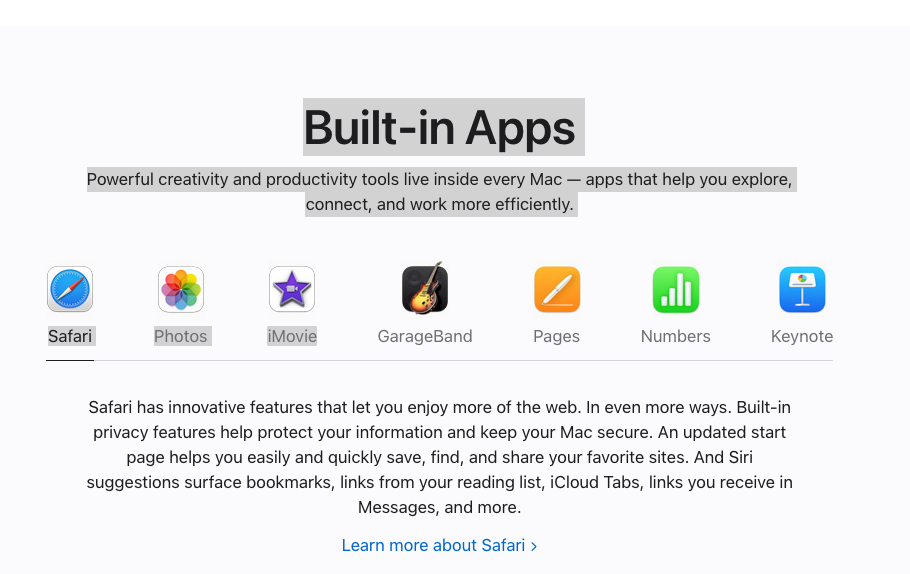 Built-in Apps
Powerful creativity and productivity tools live inside every Mac — apps that help you explore,
connect, and work more efficiently.
Safari Photos iMovie GarageBand Pages Numbers Keynote
Safari has innovative features that let you enjoy more of the web. In even more ways. Built-in
privacy features help protect your information and keep your Mac secure. An updated start
page helps you easily and quickly save, find, and share your favorite sites. And Siri
suggestions surface bookmarks, links from your reading list, iCloud Tabs, links you receive in
Messages, and more.
Learn more about Safari ›